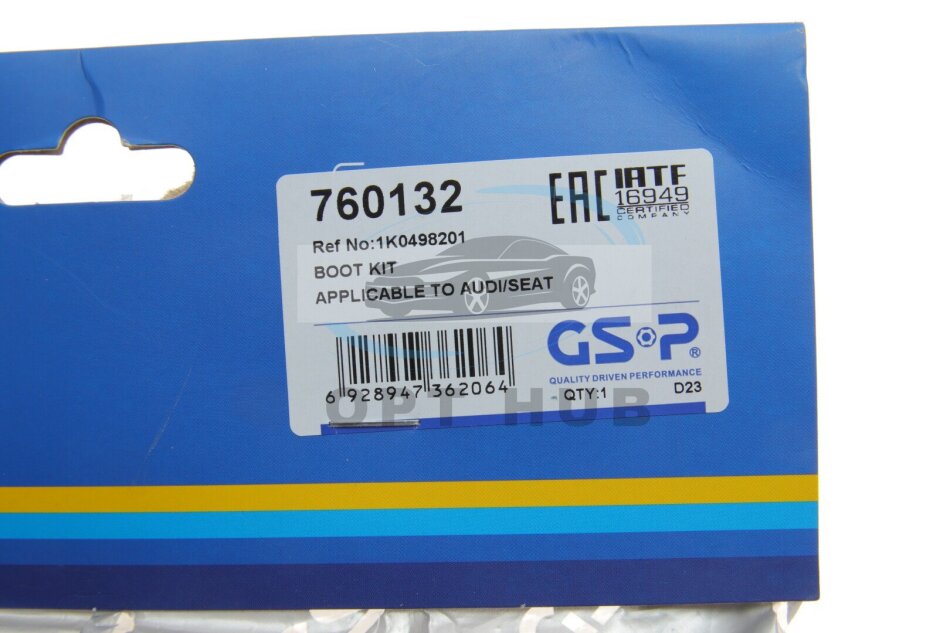 760132
EAC
IATF
16949
CERTIFIED
COMPANY
Ref No:1K0498201
BOOT KIT
APPLICABLE TO AUDI/SEAT
GSP®
QUALITY DRIVEN PERFORMANCE
6 928947 362064
QTY:1 D23
OPT HUB